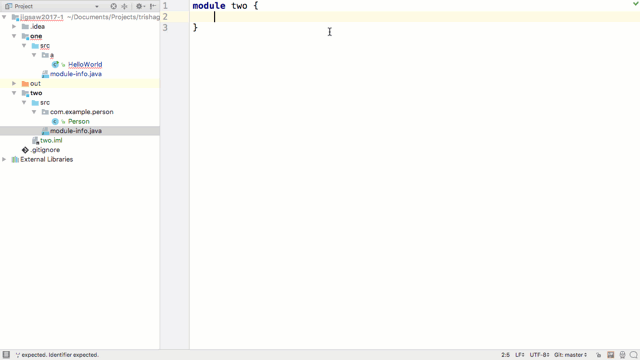 Project
1 module two {
2
3 }
jigsaw2017-1 ~/Documents/Projects/trishag
.idea
one
src
a
HelloWorld
module-info.java
out
two
src
com.example.person
Person
module-info.java
two.iml
.gitignore
External Libraries
'}' expected. Identifier expected. 2:5 LF÷ UTF-8÷ Git: master÷